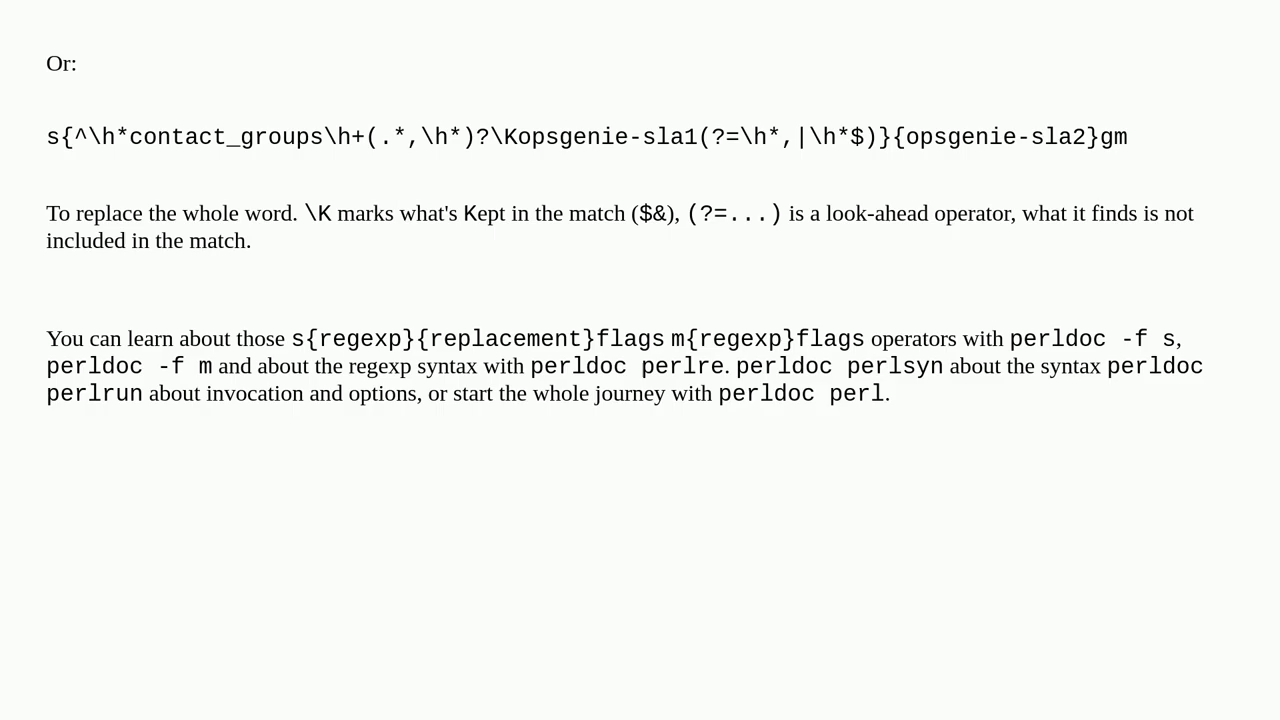 Or:
s{^\h*contact_groups\h+(.*,\h*)?\Kopsgenie-sla1(?=\h*,|\h*$)}{opsgenie-sla2}gm
To replace the whole word. \K marks what's Kept in the match ($&), (?=...) is a look-ahead operator, what it finds is not
included in the match.
You can learn about those s{regexp}{replacement}flags m{regexp}flags operators with perldoc -f s,
perldoc -f m and about the regexp syntax with perldoc perlre. perldoc perlsyn about the syntax perldoc
perlrun about invocation and options, or start the whole journey with perldoc perl.